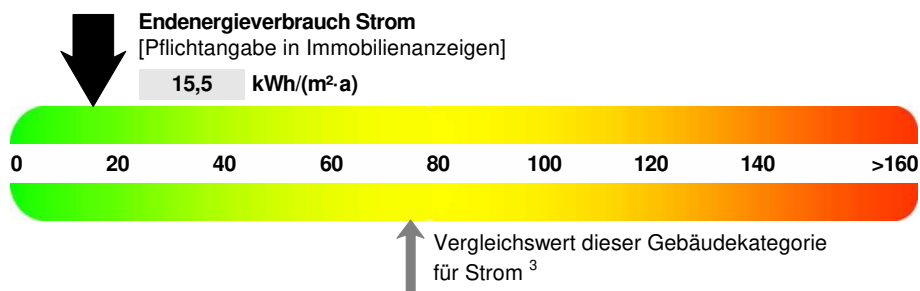 Endenergieverbrauch Strom
[Pflichtangabe in Immobilienanzeigen]
15,5 kWh/(m²·a)
0 20 40 60 80 100 120 140 >160
Vergleichswert dieser Gebäudekategorie
für Strom ³